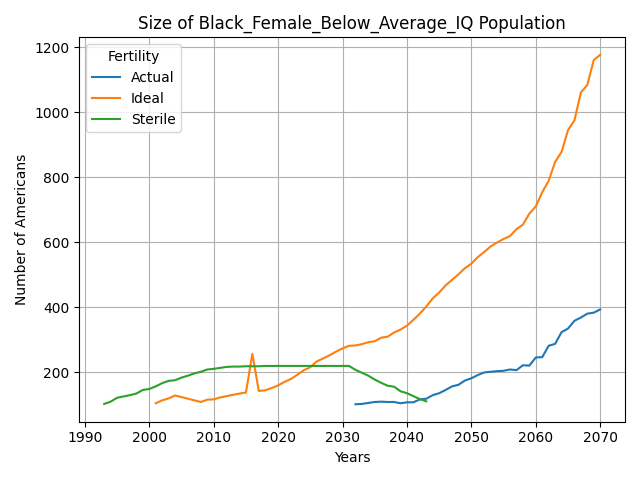 Size of Black_Female_Below_Average_IQ Population
Fertility
Actual
Ideal
Sterile
Number of Americans
1200
1000
800
600
400
200
1990
2000
2010
2020
2030
2040
2050
2060
2070
Years